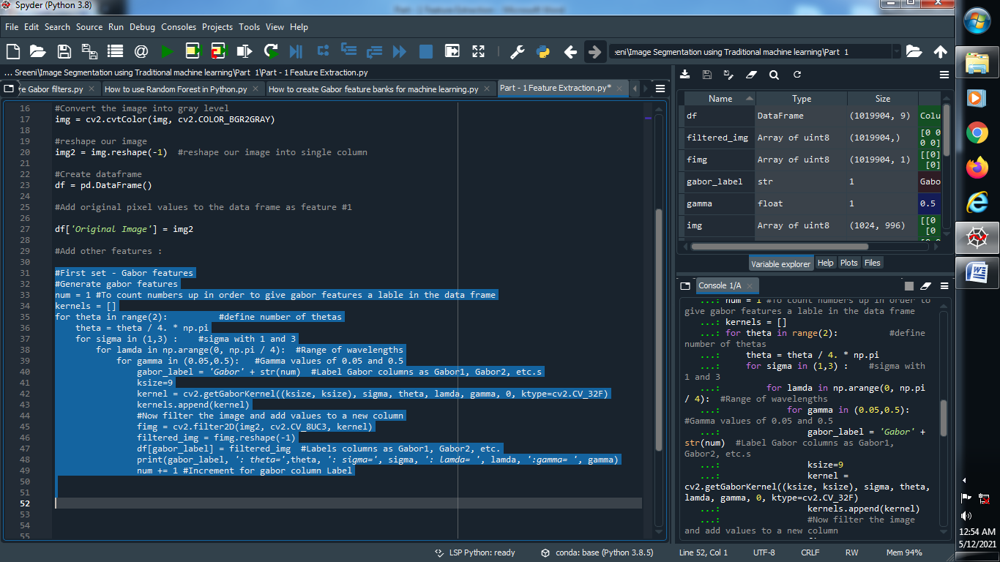 Spyder (Python 3.8)
Part - 1 Feature Extraction - Microsoft Word
File Edit Search Source Run Debug Consoles Projects Tools View Help
:eni\Image Segmentation using Traditional machine learning\Part 1
... Sreeni\Image Segmentation using Traditional machine learning\Part 1\Part - 1 Feature Extraction.py
re Gabor filters.py How to use Random Forest in Python.py How to create Gabor feature banks for machine learning.py Part - 1 Feature Extraction.py*
16 #Convert the image into gray level
17 img = cv2.cvtColor(img, cv2.COLOR_BGR2GRAY)
18
19 #reshape our image
20 img2 = img.reshape(-1)  #reshape our image into single column
21
22 #Create dataframe
23 df = pd.DataFrame()
24
25 #Add original pixel values to the data frame as feature #1
26
27 df['Original Image'] = img2
28
29 #Add other features :
30
31 #First set - Gabor features
32 #Generate gabor features
33 num = 1 #To count numbers up in order to give gabor features a lable in the data frame
34 kernels = []
35 for theta in range(2):          #define number of thetas
36     theta = theta / 4. * np.pi
37     for sigma in (1,3) :    #sigma with 1 and 3
38         for lamda in np.arange(0, np.pi / 4):  #Range of wavelengths
39             for gamma in (0.05,0.5):   #Gamma values of 0.05 and 0.5
40                 gabor_label = 'Gabor' + str(num)  #Label Gabor columns as Gabor1, Gabor2, etc.s
41                 ksize=9
42                 kernel = cv2.getGaborKernel((ksize, ksize), sigma, theta, lamda, gamma, 0, ktype=cv2.CV_32F)
43                 kernels.append(kernel)
44                 #Now filter the image and add values to a new column
45                 fimg = cv2.filter2D(img2, cv2.CV_8UC3, kernel)
46                 filtered_img = fimg.reshape(-1)
47                 df[gabor_label] = filtered_img  #Labels columns as Gabor1, Gabor2, etc.
48                 print(gabor_label, ': theta=',theta, ': sigma=', sigma, ': lamda= ', lamda, ':gamma= ', gamma)
49                 num += 1 #Increment for gabor column Label
50
51
52
53
54
55
Name Type Size
df DataFrame (1019904, 9) Colu
filtered_img Array of uint8 (1019904,) [0 0
0 0]
fimg Array of uint8 (1019904, 1) [[0]
[0]
gabor_label str 1 Gabo
gamma float 1 0.5
img Array of uint8 (1024, 996) [[0
[0
Variable explorer Help Plots Files
Console 1/A
...: num = 1 #To count numbers up in order to
give gabor features a lable in the data frame
...: kernels = []
...: for theta in range(2):          #define
number of thetas
...:     theta = theta / 4. * np.pi
...:     for sigma in (1,3) :    #sigma with
1 and 3
...:         for lamda in np.arange(0, np.pi
/ 4):  #Range of wavelengths
...:             for gamma in (0.05,0.5):
#Gamma values of 0.05 and 0.5
...:                 gabor_label = 'Gabor' +
str(num)  #Label Gabor columns as Gabor1,
Gabor2, etc.s
...:                 ksize=9
...:                 kernel =
cv2.getGaborKernel((ksize, ksize), sigma, theta,
lamda, gamma, 0, ktype=cv2.CV_32F)
...:                 kernels.append(kernel)
...:                 #Now filter the image
and add values to a new column
LSP Python: ready conda: base (Python 3.8.5) Line 52, Col 1 UTF-8 CRLF RW Mem 94%
12:54 AM
5/12/2021